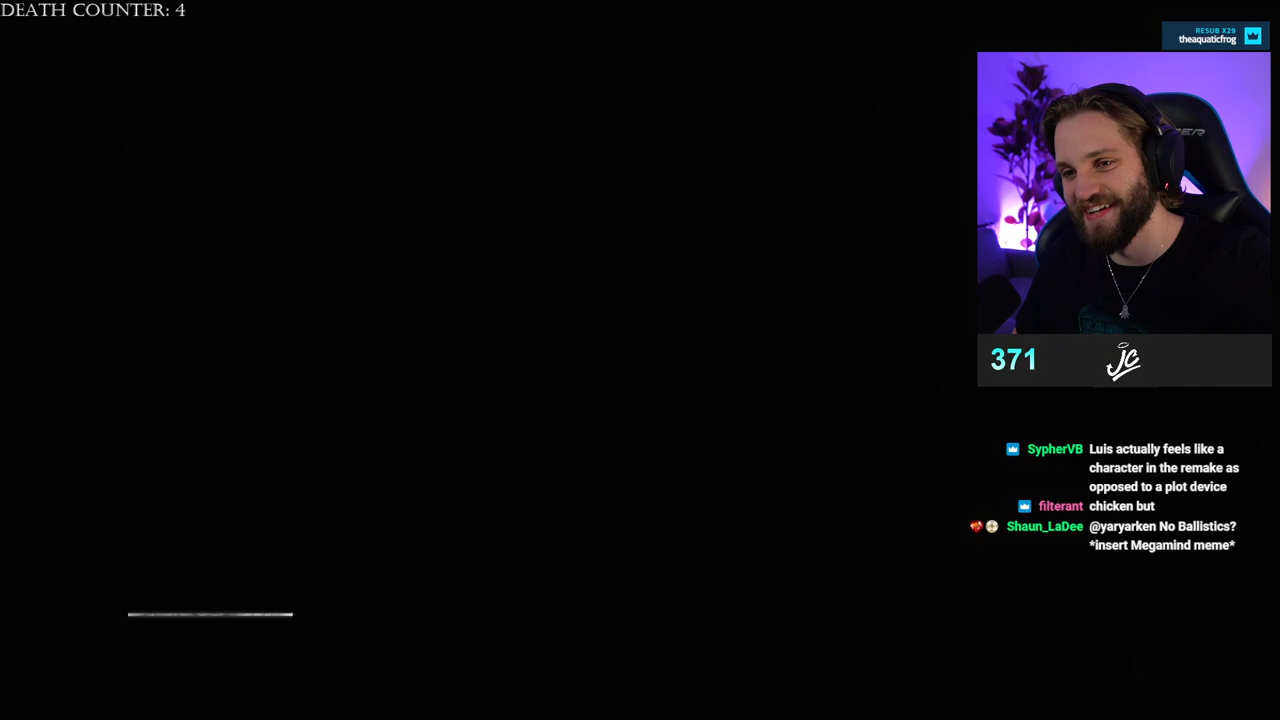 DEATH COUNTER: 4
RESUB X29
theaquaticfrog
371
JC
SypherVB Luis actually feels like a
character in the remake as
opposed to a plot device
filterant chicken but
Shaun_LaDee @yaryarken No Ballistics?
*insert Megamind meme*